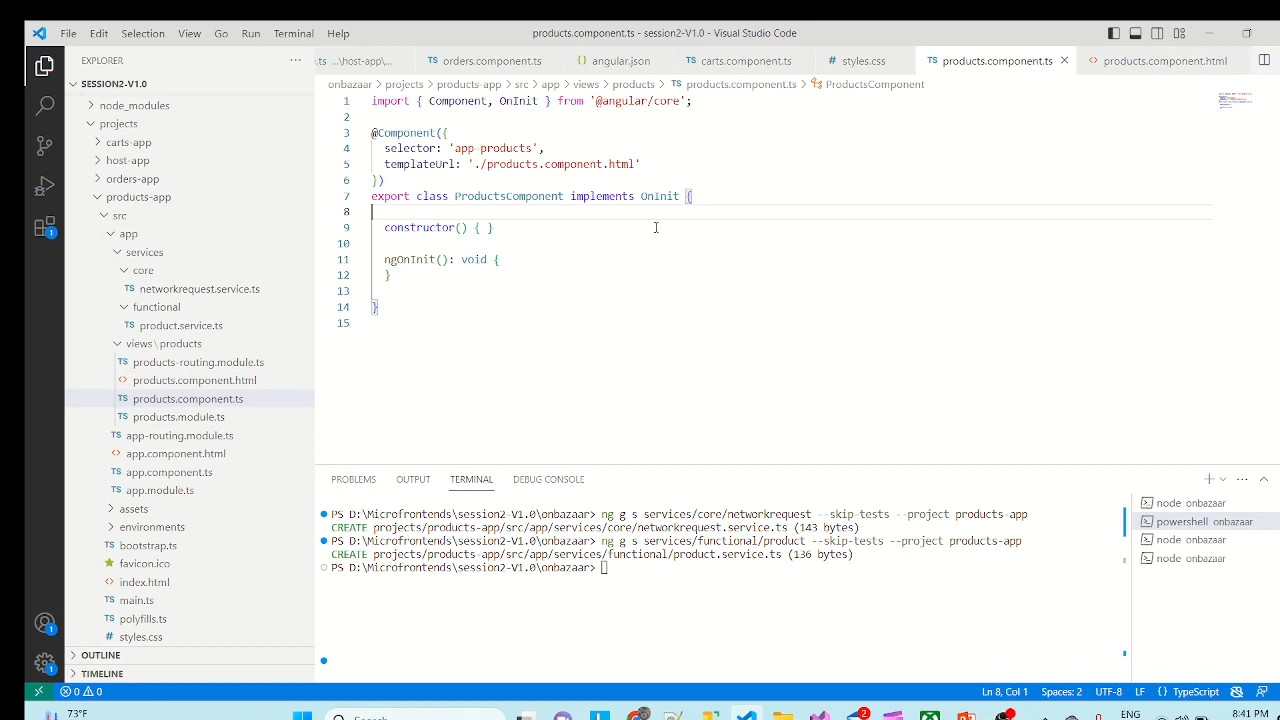 File Edit Selection View Go Run Terminal Help
products.component.ts - session2-V1.0 - Visual Studio Code
EXPLORER
.ts ...\host-app\... orders.component.ts angular.json carts.component.ts styles.css products.component.ts products.component.html
SESSION2-V1.0
onbazaar > projects > products-app > src > app > views > products > products.component.ts > ProductsComponent
node_modules
projects
carts-app
host-app
orders-app
products-app
src
app
services
core
networkrequest.service.ts
functional
product.service.ts
views \ products
products-routing.module.ts
products.component.html
products.component.ts
products.module.ts
app-routing.module.ts
app.component.html
app.component.ts
app.module.ts
assets
environments
bootstrap.ts
favicon.ico
index.html
main.ts
polyfills.ts
styles.css
OUTLINE
TIMELINE
1 import { Component, OnInit } from '@angular/core';
2
3 @Component({
4 selector: 'app-products',
5 templateUrl: './products.component.html'
6 })
7 export class ProductsComponent implements OnInit {
8
9 constructor() { }
10
11 ngOnInit(): void {
12 }
13
14 }
15
PROBLEMS OUTPUT TERMINAL DEBUG CONSOLE
PS D:\Microfrontends\session2-V1.0\onbazaar> ng g s services/core/networkrequest --skip-tests --project products-app
CREATE projects/products-app/src/app/services/core/networkrequest.service.ts (143 bytes)
PS D:\Microfrontends\session2-V1.0\onbazaar> ng g s services/functional/product --skip-tests --project products-app
CREATE projects/products-app/src/app/services/functional/product.service.ts (136 bytes)
PS D:\Microfrontends\session2-V1.0\onbazaar>
node onbazaar
powershell onbazaar
node onbazaar
node onbazaar
0 0
Ln 8, Col 1 Spaces: 2 UTF-8 LF {} TypeScript
73°F
Search
ENG 8:41 PM